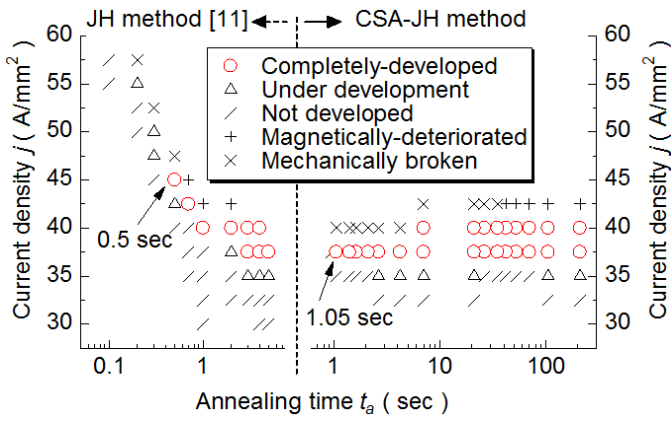 JH method [11]
CSA-JH method
Completely-developed
Under development
Not developed
Magnetically-deteriorated
Mechanically broken
Current density j ( A/mm²)
60
55
50
45
40
35
30
0.5 sec
1.05 sec
60
55
50
45
40
35
30
Current density j ( A/mm²)
0.1
1
1
10
100
Annealing time ta ( sec )